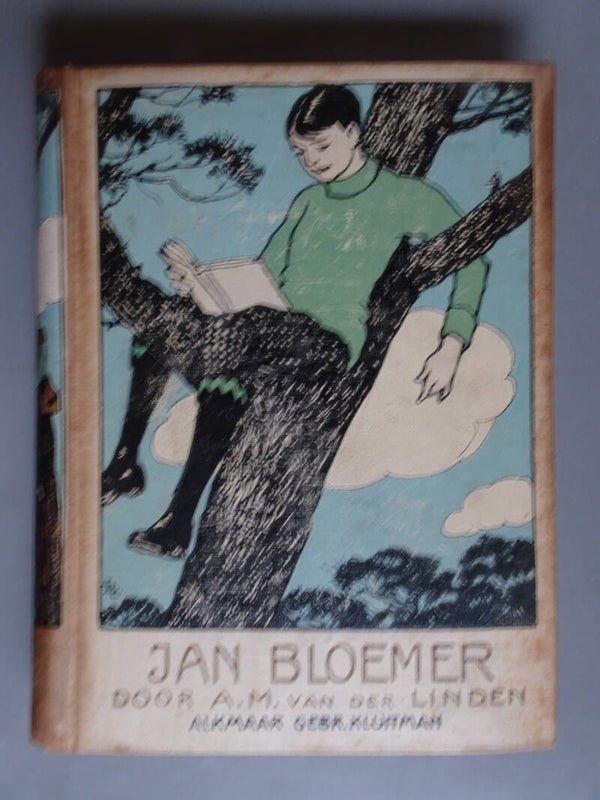 JAN BLOEMER
DOOR A.M. VAN DER LINDEN
ALKMAAR GEBR. KLUITMAN